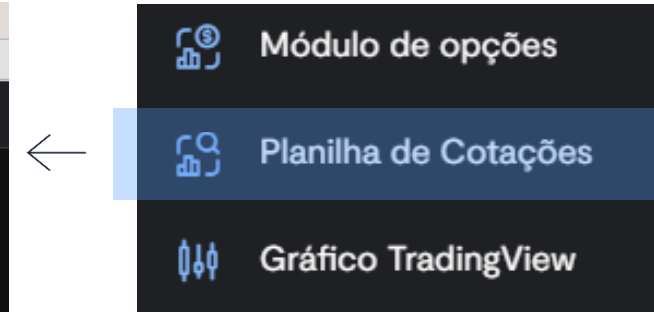 Módulo de opções
Planilha de Cotações
Gráfico TradingView